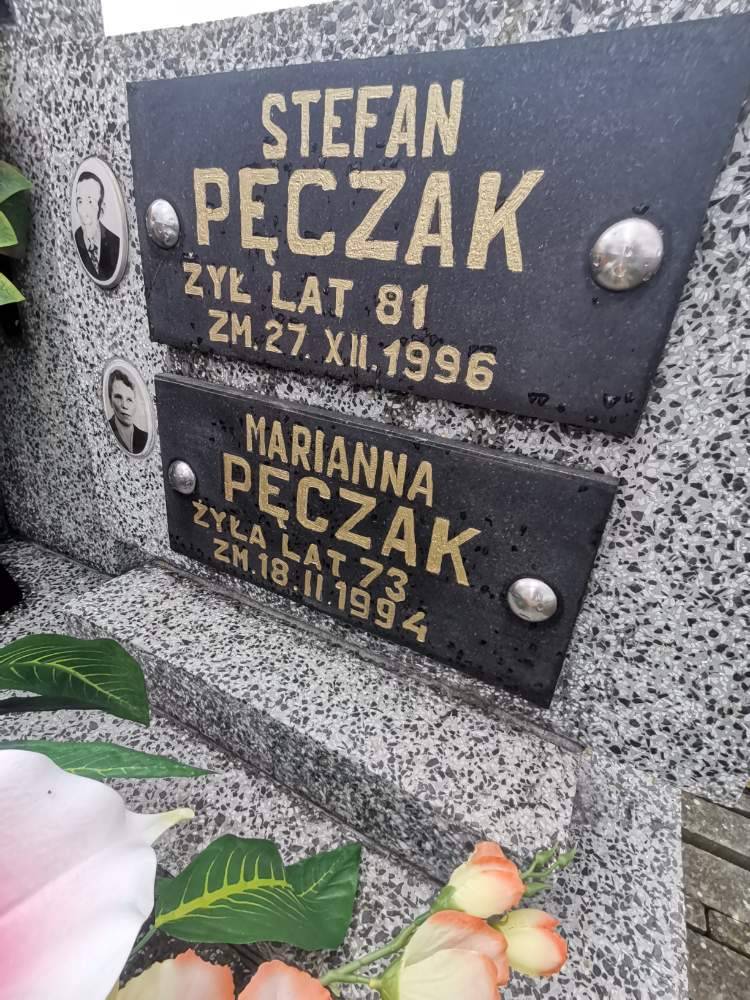 STEFAN
PĘCZAK
ŻYŁ LAT 81
ZM. 27. XII. 1996
MARIANNA
PĘCZAK
ŻYŁA LAT 73
ZM. 18. II. 1994